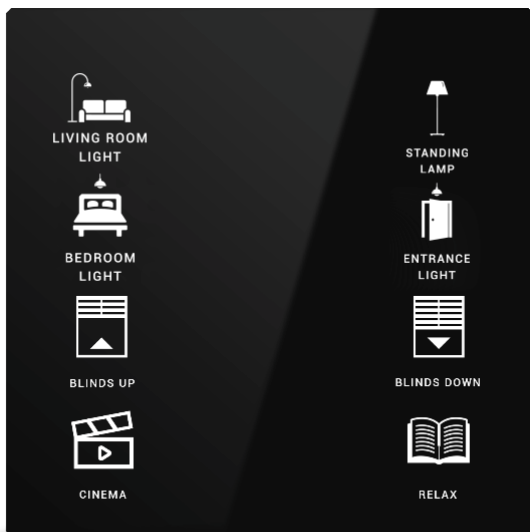 LIVING ROOM
LIGHT
STANDING
LAMP
BEDROOM
LIGHT
ENTRANCE
LIGHT
BLINDS UP
BLINDS DOWN
CINEMA
RELAX